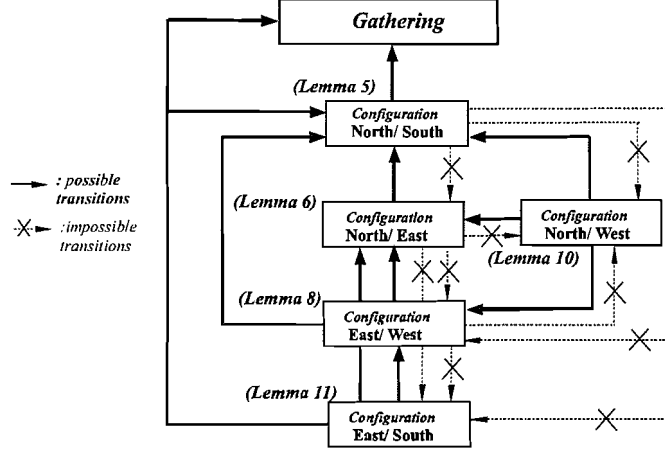 Gathering
(Lemma 5)
Configuration
North/ South
: possible
transitions
:impossible
transitions
(Lemma 6)
Configuration
North/ East
Configuration
North/ West
(Lemma 10)
(Lemma 8)
Configuration
East/ West
(Lemma 11)
Configuration
East/ South